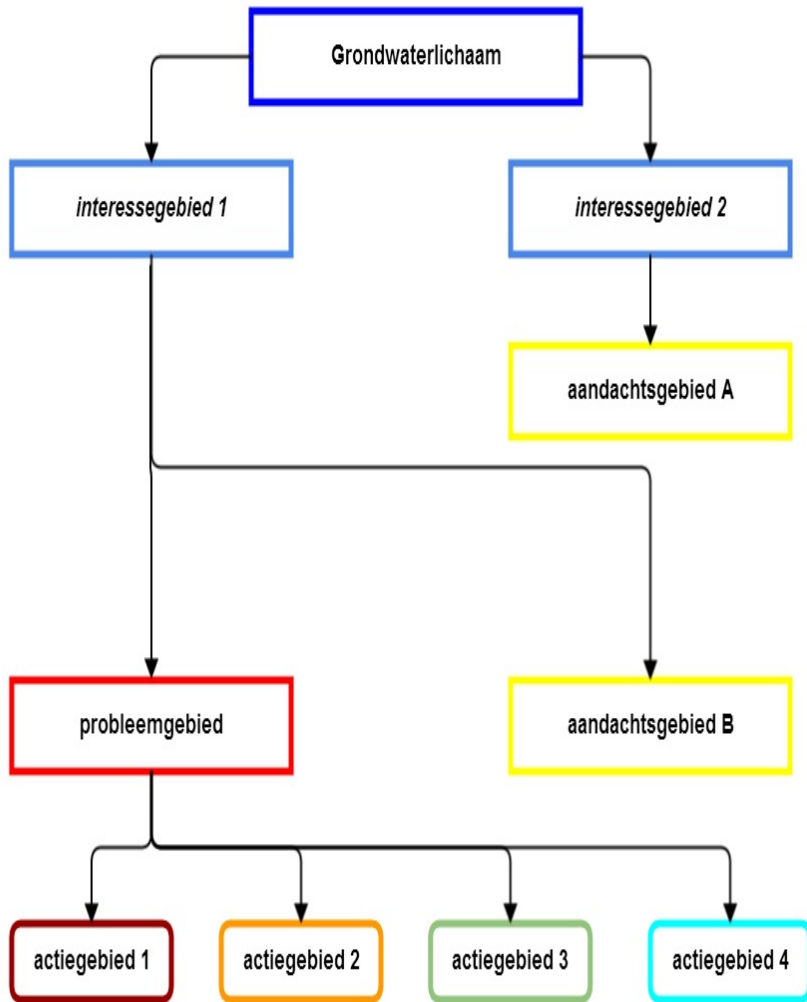 Grondwaterlichaam
interessegebied 1
interessegebied 2
aandachtsgebied A
probleemgebied
aandachtsgebied B
actiegebied 1
actiegebied 2
actiegebied 3
actiegebied 4